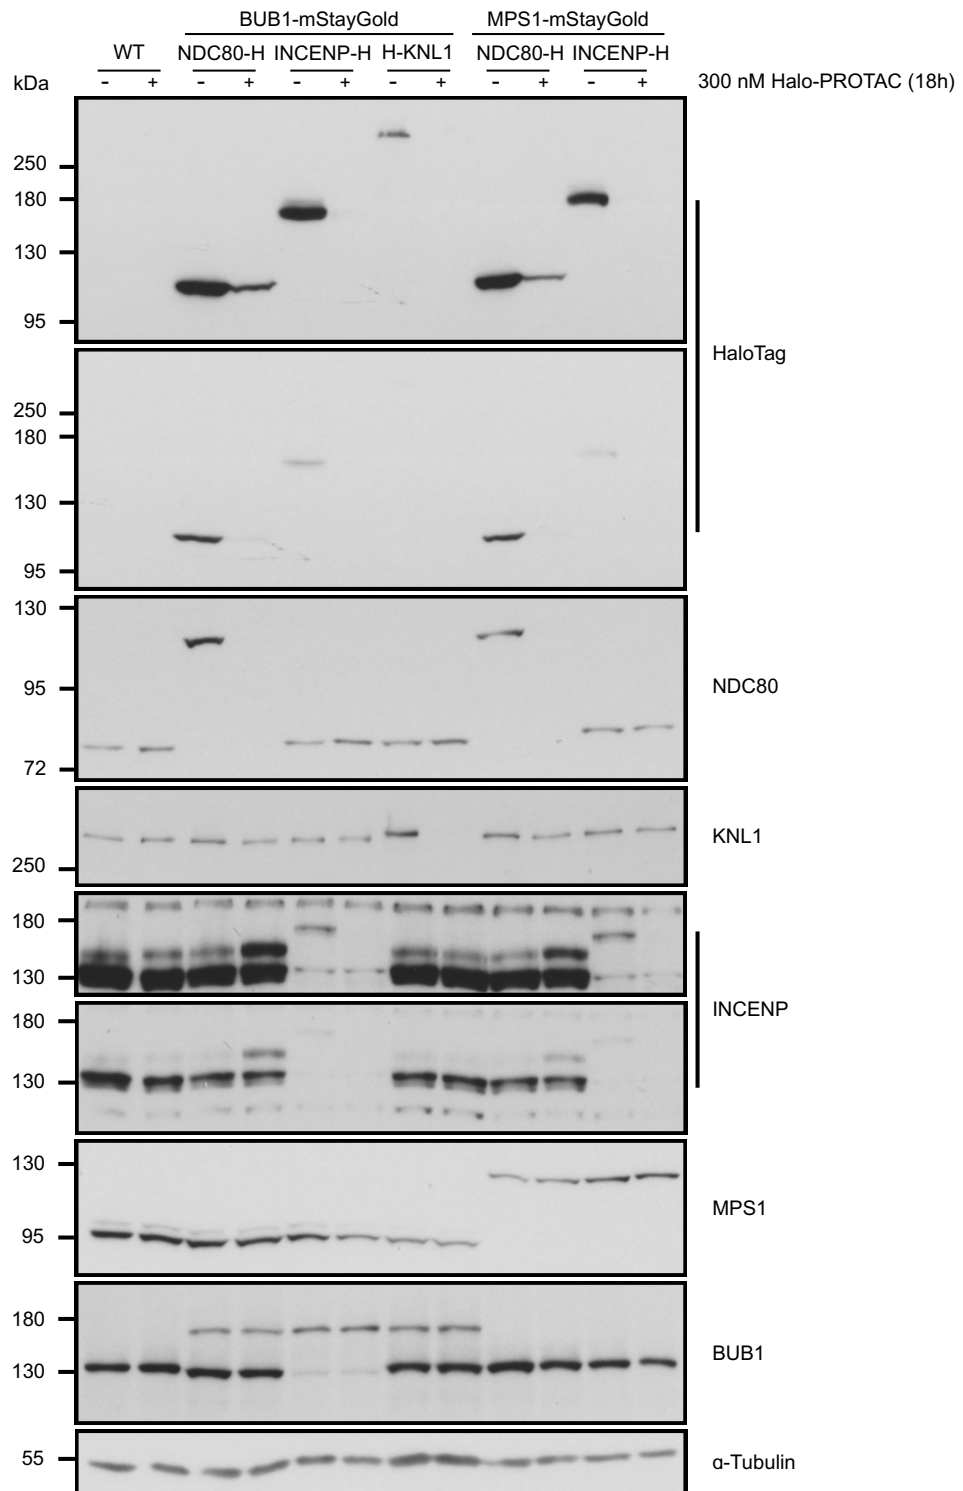 BUB1-mStayGold MPS1-mStayGold
WT NDC80-H INCENP-H H-KNL1 NDC80-H INCENP-H
kDa - + - + - + - + - + - + 300 nM Halo-PROTAC (18h)
250
180
130
95
HaloTag
250
180
130
95
130
95
72
NDC80
250
KNL1
180
130
INCENP
180
130
130
95
MPS1
180
130
BUB1
55
α-Tubulin